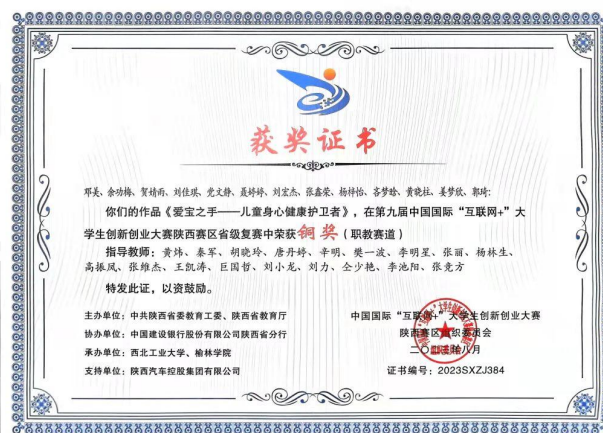 获奖证书
邓美、余功梅、贺婧雨、刘佳琪、党文静、聂婷婷、刘宏杰、张鑫荣、杨梓怡、吝梦晗、黄晓柱、姜梦欣、郭琦:
你们的作品《爱宝之手——儿童身心健康护卫者》，在第九届中国国际“互联网+”大
学生创新创业大赛陕西赛区省级复赛中荣获铜奖(职教赛道)
指导教师：黄炜、秦军、胡晓玲、唐丹婷、辛明、樊一波、李明星、张丽、杨林生、
高振凤、张维杰、王凯涛、巨国哲、刘小龙、刘力、仝少艳、李池阳、张竞方
特发此证，以资鼓励。
主办单位：中共陕西省委教育工委、陕西省教育厅
协办单位：中国建设银行股份有限公司陕西省分行
承办单位：西北工业大学、榆林学院
支持单位：陕西汽车控股集团有限公司
中国国际“互联网+”大学生创新创业大赛
陕西赛区组织委员会
二〇二三年八月
证书编号：2023SXZJ384